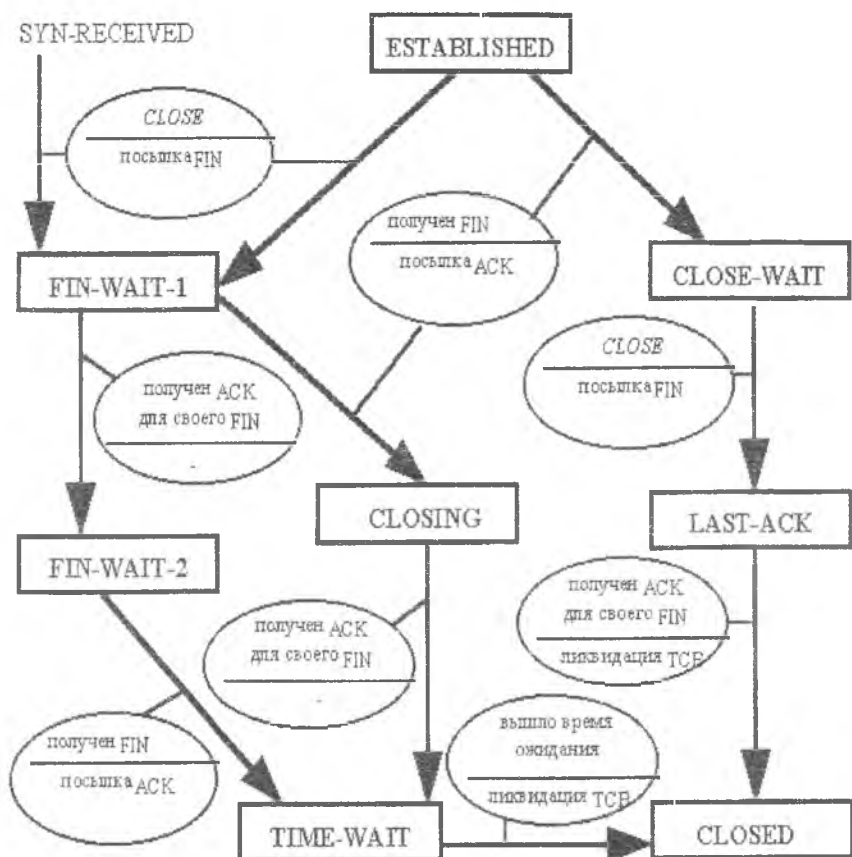 SYN-RECEIVED
ESTABLISHED
CLOSE
посылка FIN
получен FIN
посылка ACK
FIN-WAIT-1
CLOSE-WAIT
CLOSE
посылка FIN
получен ACK
для своего FIN
CLOSING
LAST-ACK
FIN-WAIT-2
получен ACK
для своего FIN
получен ACK
для своего FIN
ликвидация TCB
вышло время
ожидания
ликвидация TCB
получен FIN
посылка ACK
TIME-WAIT
CLOSED